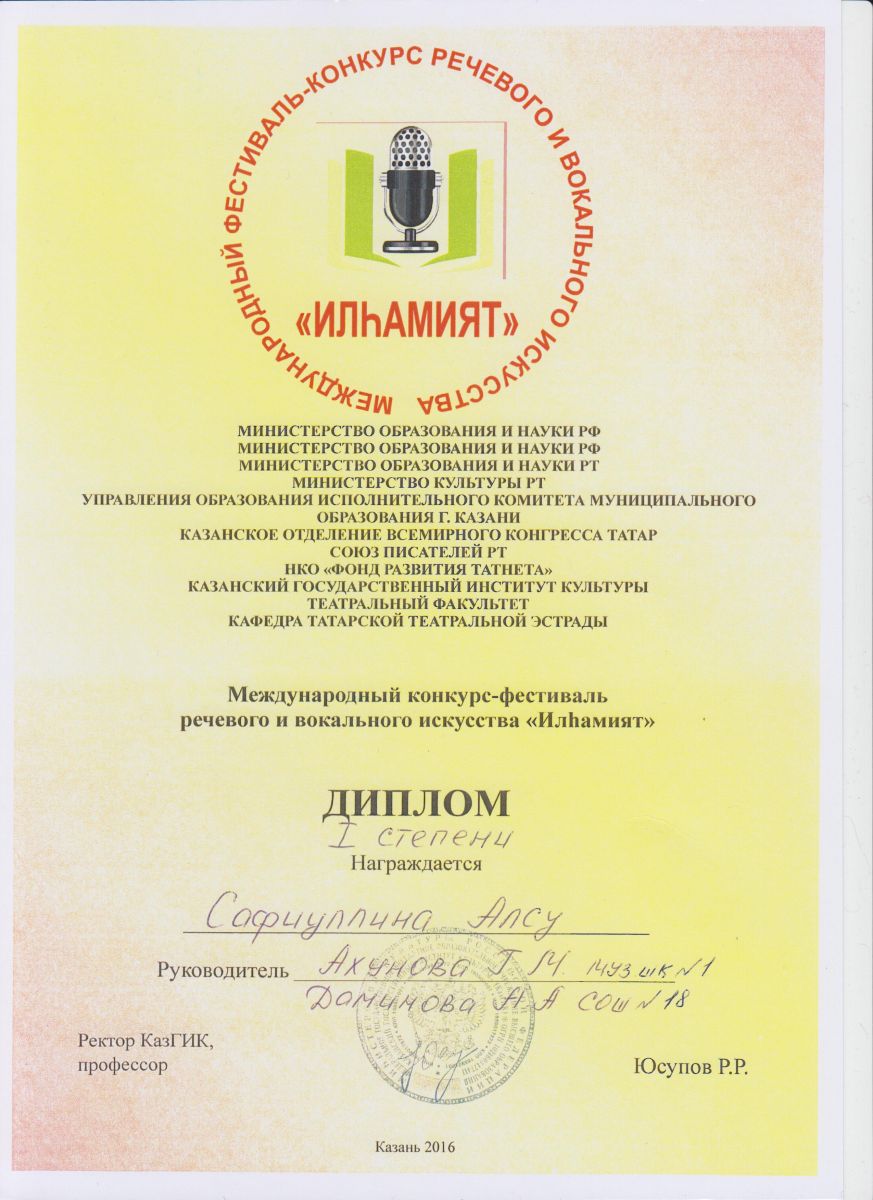 МЕЖДУНАРОДНЫЙ ФЕСТИВАЛЬ-КОНКУРС РЕЧЕВОГО И ВОКАЛЬНОГО ИСКУССТВА
«ИЛҺАМИЯТ»
МИНИСТЕРСТВО ОБРАЗОВАНИЯ И НАУКИ РФ
МИНИСТЕРСТВО ОБРАЗОВАНИЯ И НАУКИ РФ
МИНИСТЕРСТВО ОБРАЗОВАНИЯ И НАУКИ РТ
МИНИСТЕРСТВО КУЛЬТУРЫ РТ
УПРАВЛЕНИЯ ОБРАЗОВАНИЯ ИСПОЛНИТЕЛЬНОГО КОМИТЕТА МУНИЦИПАЛЬНОГО
ОБРАЗОВАНИЯ Г. КАЗАНИ
КАЗАНСКОЕ ОТДЕЛЕНИЕ ВСЕМИРНОГО КОНГРЕССА ТАТАР
СОЮЗ ПИСАТЕЛЕЙ РТ
НКО «ФОНД РАЗВИТИЯ ТАТНЕТА»
КАЗАНСКИЙ ГОСУДАРСТВЕННЫЙ ИНСТИТУТ КУЛЬТУРЫ
ТЕАТРАЛЬНЫЙ ФАКУЛЬТЕТ
КАФЕДРА ТАТАРСКОЙ ТЕАТРАЛЬНОЙ ЭСТРАДЫ
Международный конкурс-фестиваль
речевого и вокального искусства «Илһамият»
ДИПЛОМ
I степени
Награждается
Сафиуллина Алсу
Руководитель Ахунова Г М. муз шк №1
Даминова А А СОШ №18
Ректор КазГИК,
профессор
Юсупов Р.Р.
Казань 2016